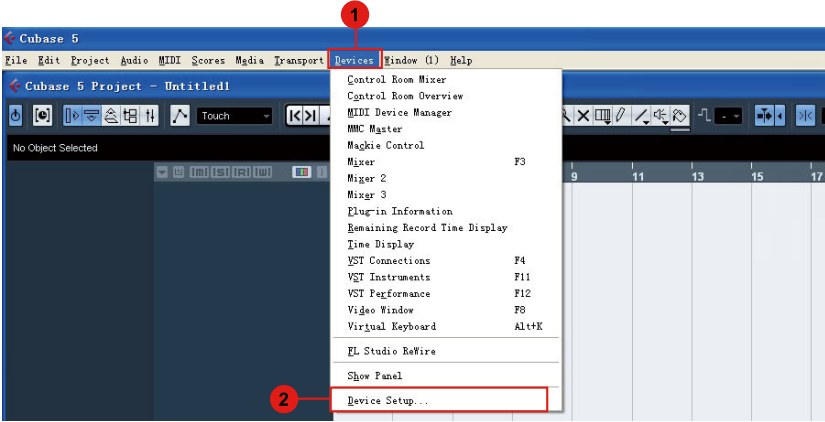 1
Cubase 5
File Edit Project Audio MIDI Scores Media Transport Devices Window (1) Help
Cubase 5 Project - Untitled1
Touch
No Object Selected
[m] [S] [R] [W]
9 11 13 15 17
Control Room Mixer
Control Room Overview
MIDI Device Manager
MMC Master
Mackie Control
Mixer F3
Mixer 2
Mixer 3
Plug-in Information
Remaining Record Time Display
Time Display
VST Connections F4
VST Instruments F11
VST Performance F12
Video Window F8
Virtual Keyboard Alt+K
FL Studio ReWire
Show Panel
2
Device Setup...